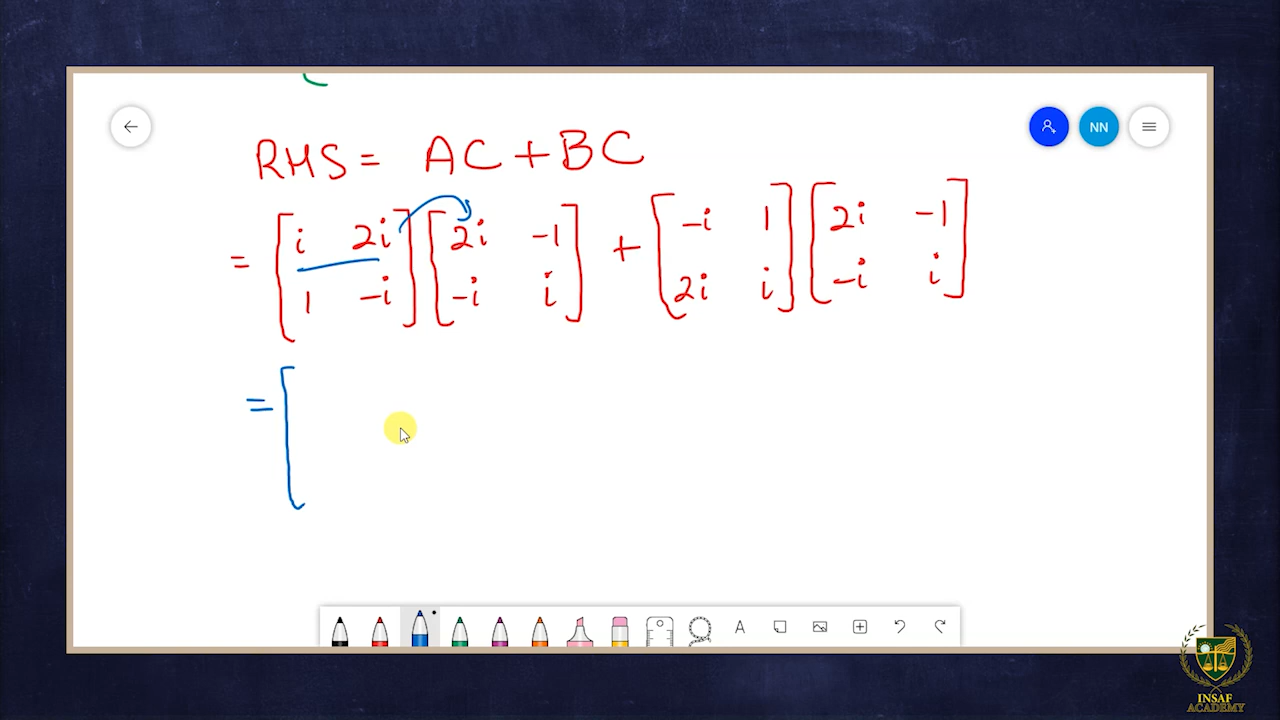 RHS = AC + BC
= [ i 2i ] [ 2i -1 ] + [ -i 1 ] [ 2i -1 ]
[ 1 -i ] [ -i i ] [ 2i i ] [ -i i ]
= [
NN
A
INSAF
ACADEMY